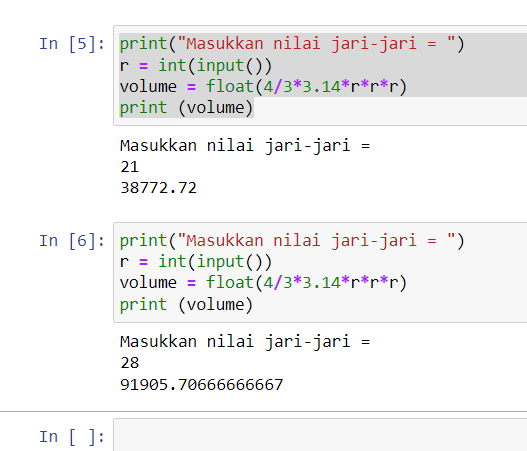 In [5]: print("Masukkan nilai jari-jari = ")
r = int(input())
volume = float(4/3*3.14*r*r*r)
print (volume)
Masukkan nilai jari-jari =
21
38772.72
In [6]: print("Masukkan nilai jari-jari = ")
r = int(input())
volume = float(4/3*3.14*r*r*r)
print (volume)
Masukkan nilai jari-jari =
28
91905.70666666667
In [ ]: